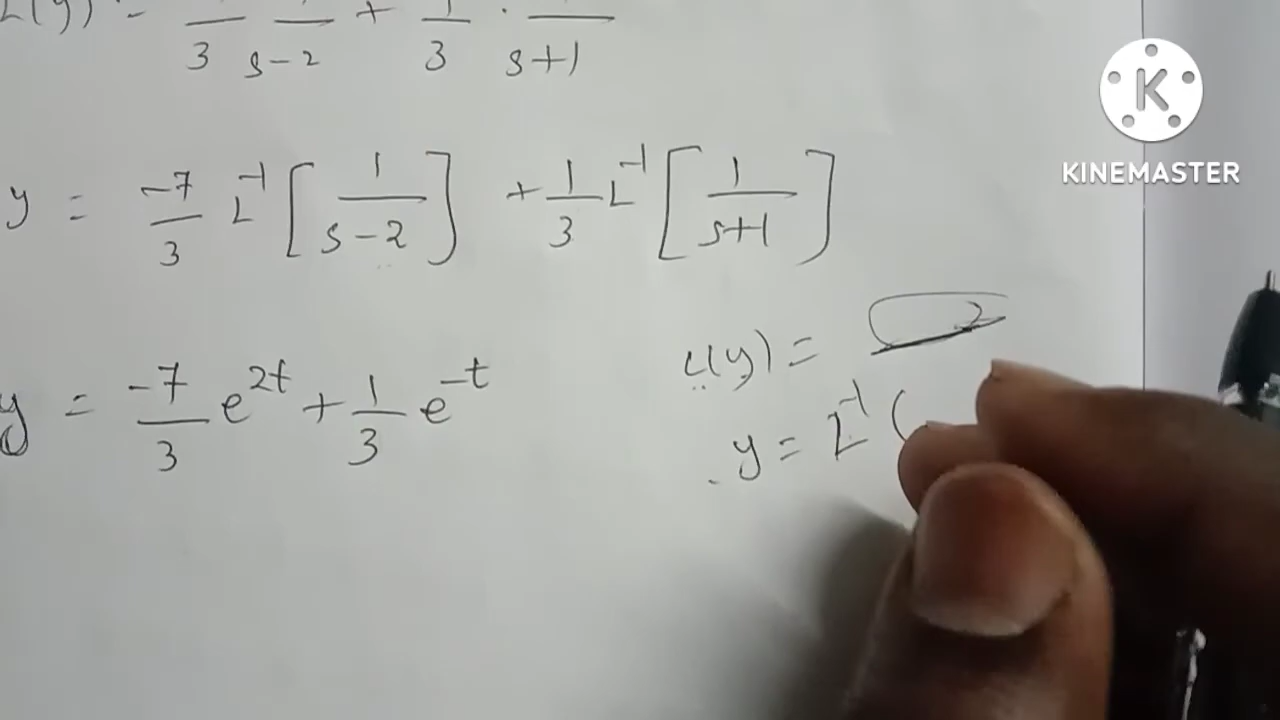 L(y) = 3 s-2 + 1/3 . s+1
y = -7/3 L^-1 [1/s-2] + 1/3 L^-1 [1/s+1]
y = -7/3 e^2t + 1/3 e^-t
L(y) =
y = L^-1 (
K
KINEMASTER